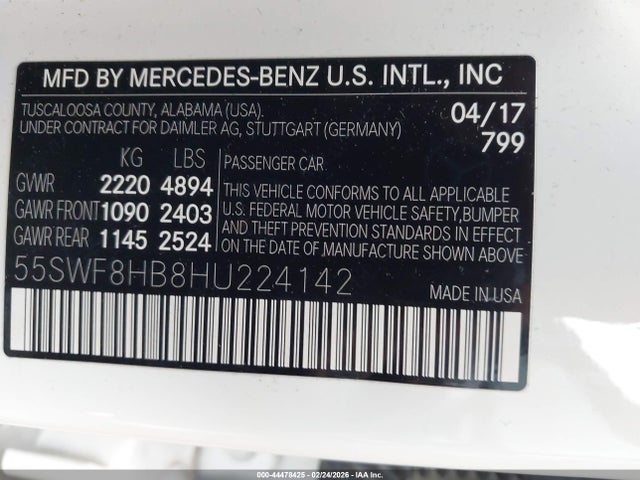 MFD BY MERCEDES-BENZ U.S. INTL., INC
TUSCALOOSA COUNTY, ALABAMA (USA). 04/17
UNDER CONTRACT FOR DAIMLER AG, STUTTGART (GERMANY) 799
KG LBS PASSENGER CAR.
GVWR 2220 4894 THIS VEHICLE CONFORMS TO ALL APPLICABLE
GAWR FRONT 1090 2403 U.S. FEDERAL MOTOR VEHICLE SAFETY, BUMPER
GAWR REAR 1145 2524 AND THEFT PREVENTION STANDARDS IN EFFECT
ON THE DATE OF MANUFACTURE SHOWN ABOVE
55SWF8HB8HU224142
MADE IN USA
000-44478425 - 02/24/2026 - IAA Inc.